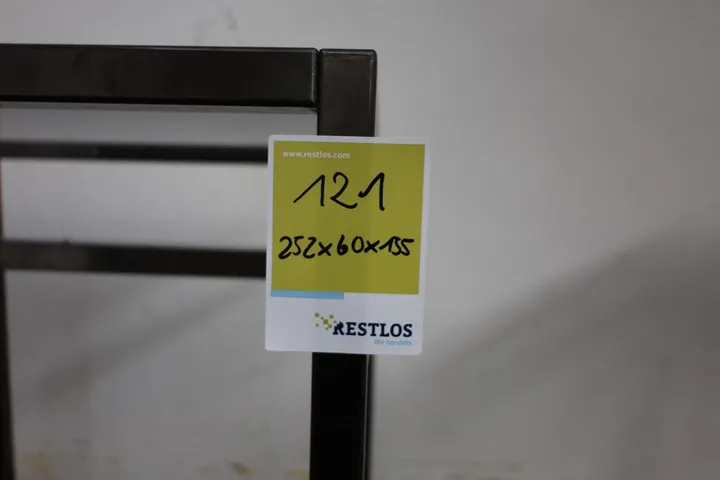 www.restlos.com
121
252x60x155
RESTLOS
Wir handeln.